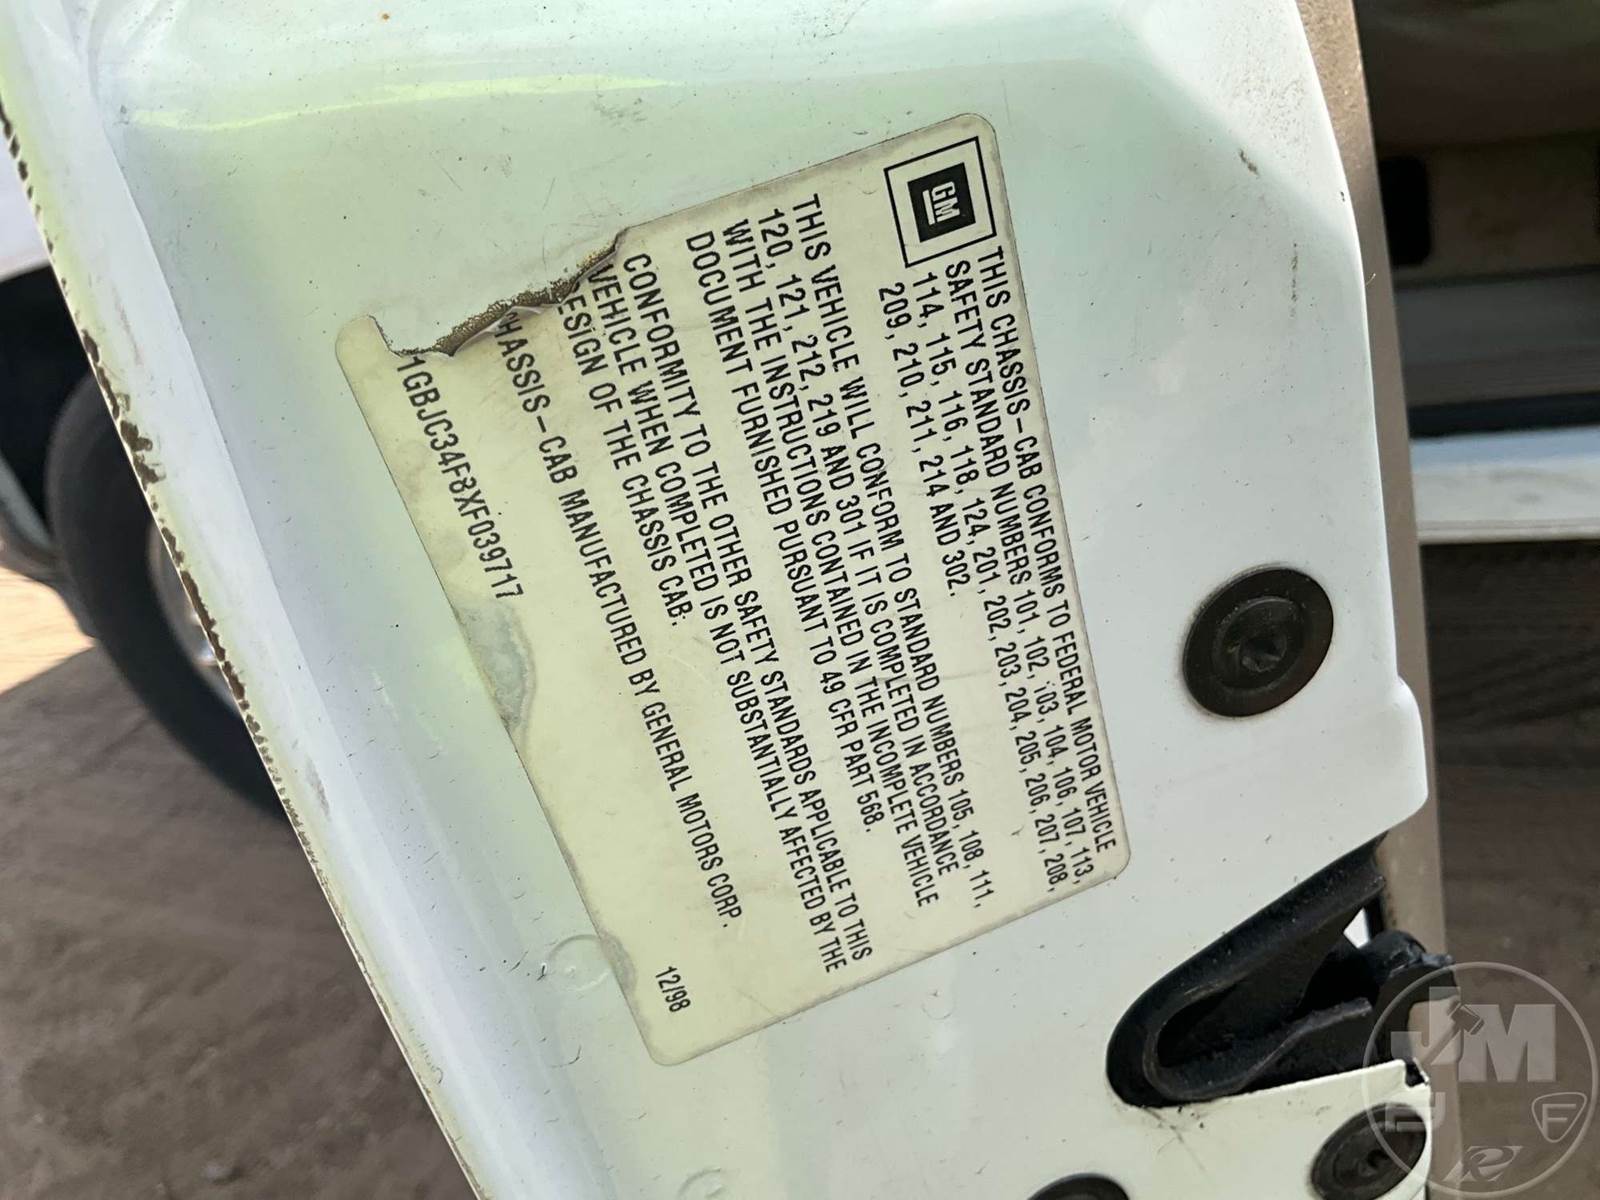 GM
THIS CHASSIS-CAB CONFORMS TO FEDERAL MOTOR VEHICLE
SAFETY STANDARD NUMBERS 101, 102, 103, 104, 106, 107, 113,
114, 115, 116, 118, 124, 201, 202, 203, 204, 205, 206, 207, 208,
209, 210, 211, 214 AND 302.
THIS VEHICLE WILL CONFORM TO STANDARD NUMBERS 105, 108, 111,
120, 121, 212, 219 AND 301 IF IT IS COMPLETED IN ACCORDANCE
WITH THE INSTRUCTIONS CONTAINED IN THE INCOMPLETE VEHICLE
DOCUMENT FURNISHED PURSUANT TO 49 CFR PART 568.
CONFORMITY TO THE OTHER SAFETY STANDARDS APPLICABLE TO THIS
VEHICLE WHEN COMPLETED IS NOT SUBSTANTIALLY AFFECTED BY THE
DESIGN OF THE CHASSIS CAB.
CHASSIS-CAB MANUFACTURED BY GENERAL MOTORS CORP.
12/98
1GBJC34F8XF039717
JM